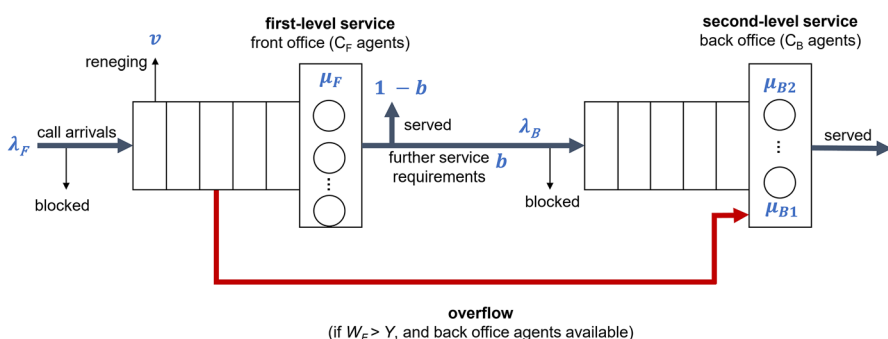 first-level service
front office (C_F agents)
second-level service
back office (C_B agents)
v
reneging
μ_F
1 − b
μ_B2
λ_F
call arrivals
served
λ_B
served
further service b
requirements
blocked
blocked
...
...
μ_B1
overflow
(if W_F > Y, and back office agents available)